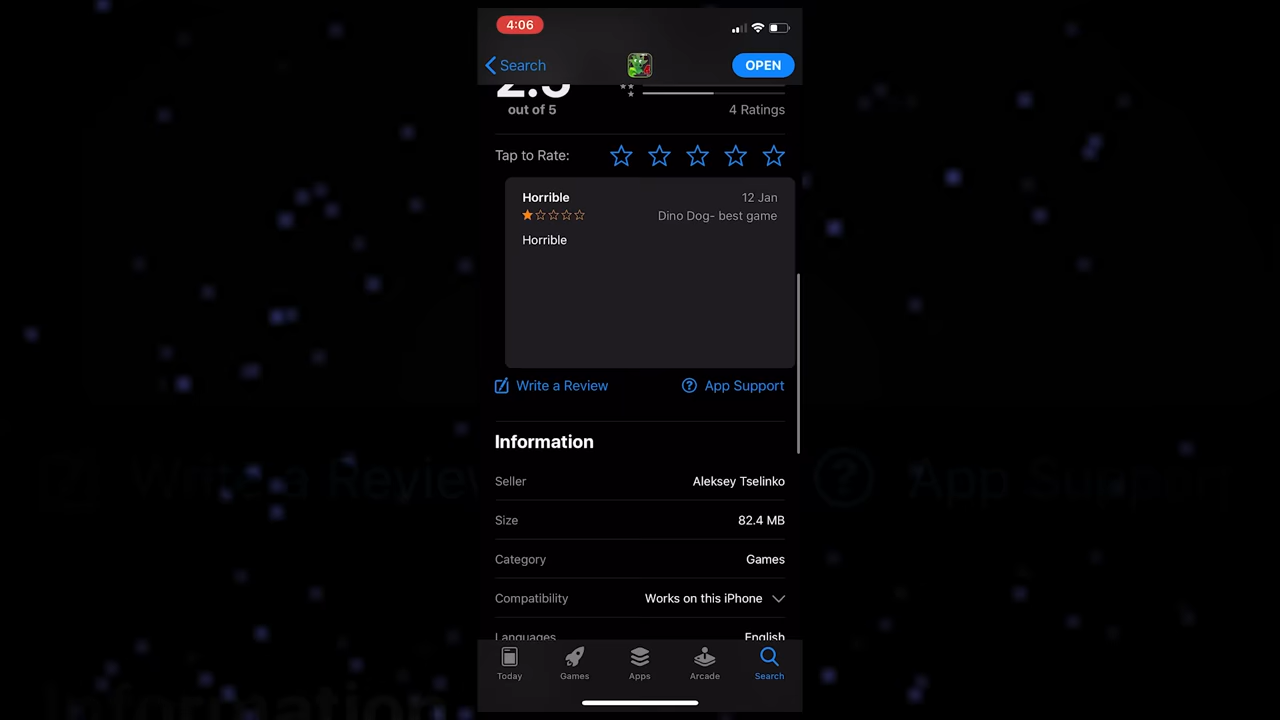 4:06
Search
OPEN
out of 5
4 Ratings
Tap to Rate:
Horrible
12 Jan
Dino Dog- best game
Horrible
Write a Review
App Support
Information
Seller
Aleksey Tselinko
Size
82.4 MB
Category
Games
Compatibility
Works on this iPhone
Languages
English
Today
Games
Apps
Arcade
Search